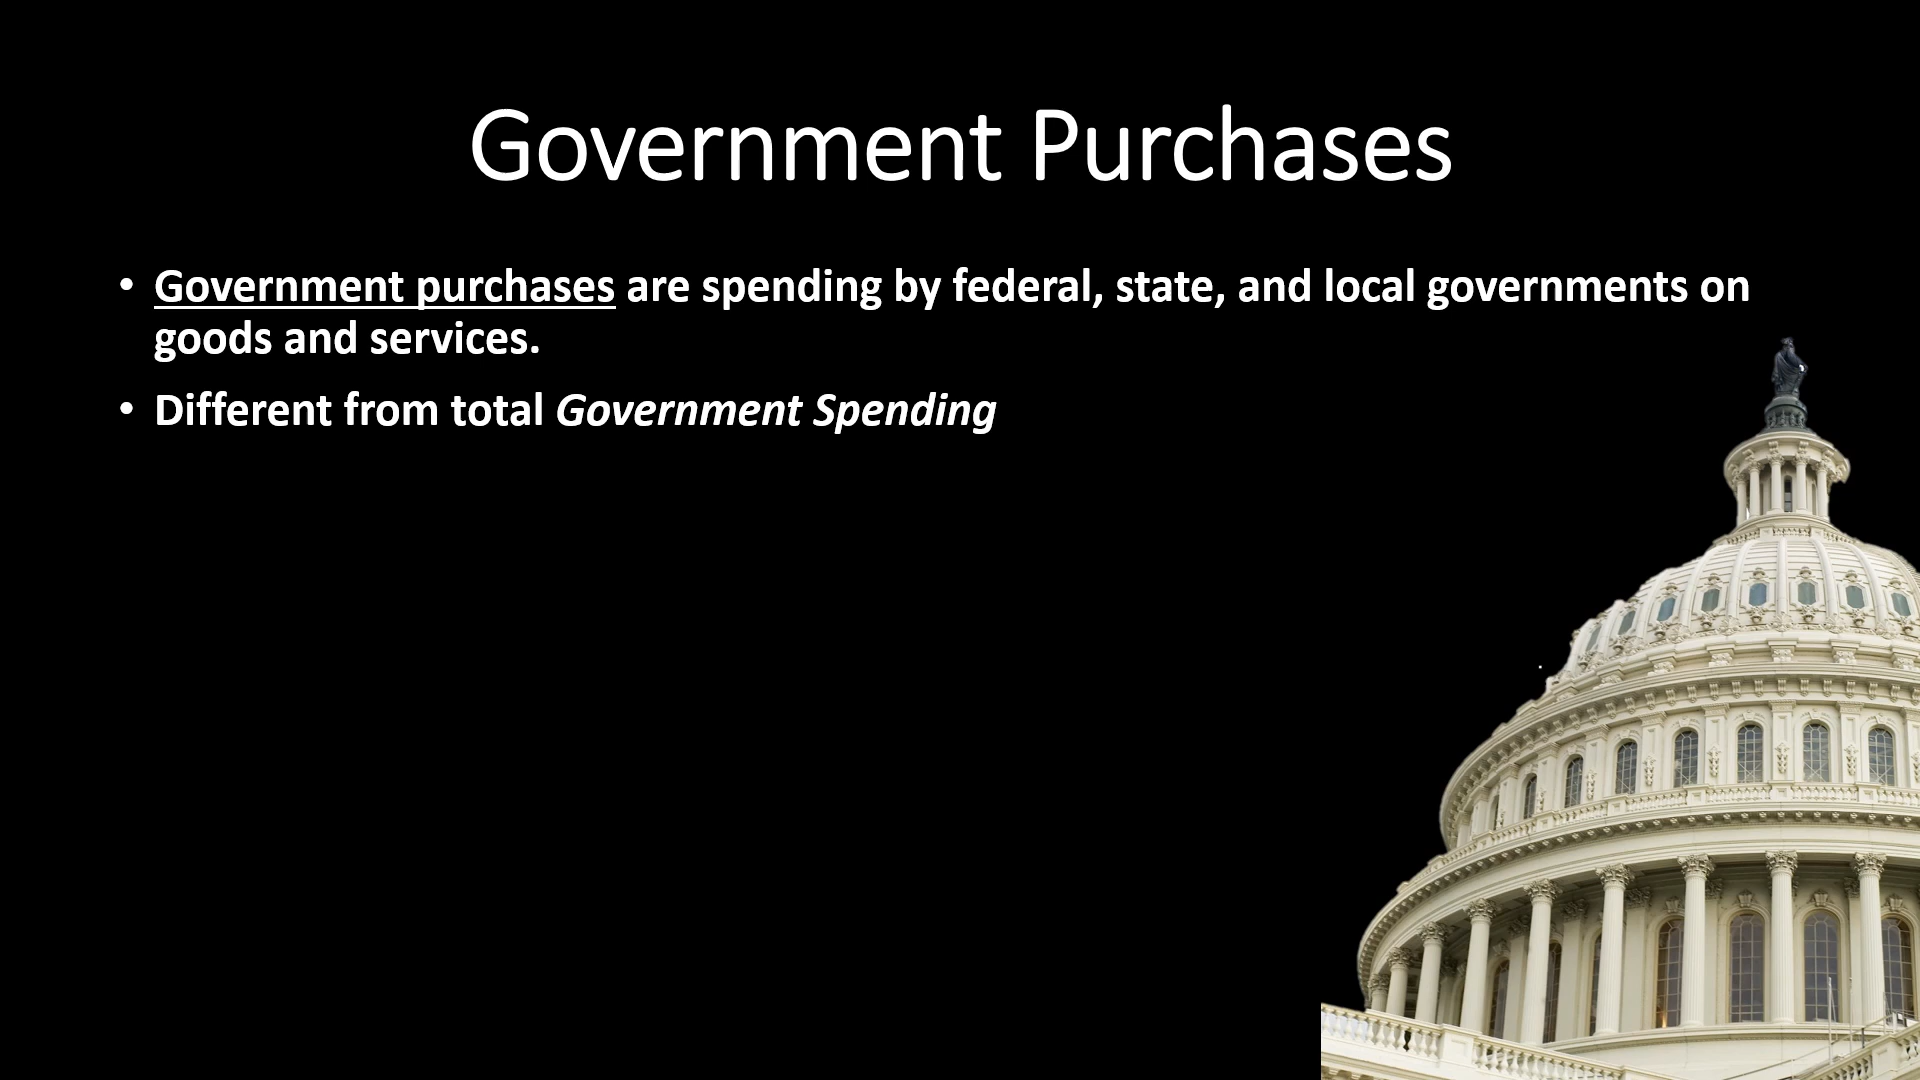 Government Purchases
• Government purchases are spending by federal, state, and local governments on
goods and services.
• Different from total Government Spending